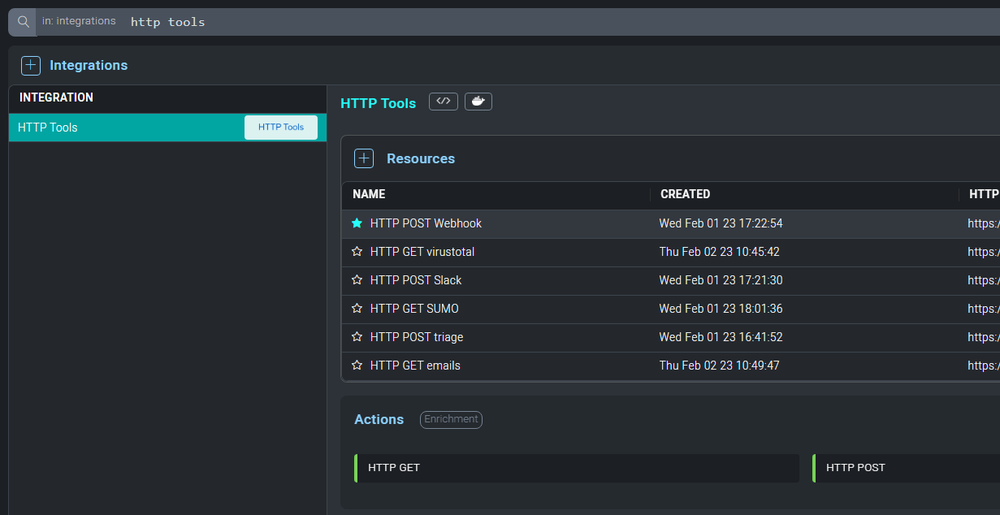 in: integrations http tools
Integrations
INTEGRATION
HTTP Tools HTTP Tools
HTTP Tools </>
Resources
NAME CREATED HTTP
HTTP POST Webhook Wed Feb 01 23 17:22:54 https:/
HTTP GET virustotal Thu Feb 02 23 10:45:42 https:/
HTTP POST Slack Wed Feb 01 23 17:21:30 https:/
HTTP GET SUMO Wed Feb 01 23 18:01:36 https:/
HTTP POST triage Wed Feb 01 23 16:41:52 https:/
HTTP GET emails Thu Feb 02 23 10:49:47 https:/
Actions Enrichment
HTTP GET HTTP POST